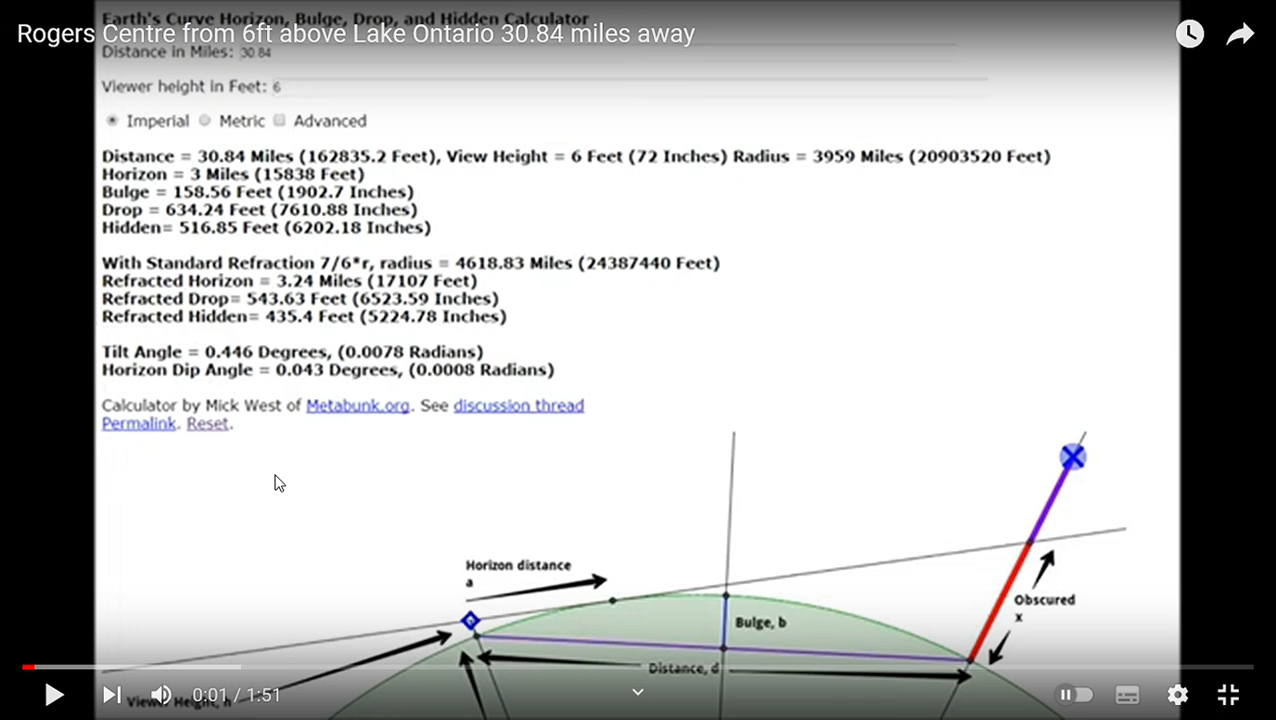 Earth's Curve Horizon, Bulge, Drop, and Hidden Calculator
Rogers Centre from 6ft above Lake Ontario 30.84 miles away
Distance in Miles: 30.84
Viewer height in Feet: 6
Imperial Metric Advanced
Distance = 30.84 Miles (162835.2 Feet), View Height = 6 Feet (72 Inches) Radius = 3959 Miles (20903520 Feet)
Horizon = 3 Miles (15838 Feet)
Bulge = 158.56 Feet (1902.7 Inches)
Drop = 634.24 Feet (7610.88 Inches)
Hidden= 516.85 Feet (6202.18 Inches)
With Standard Refraction 7/6*r, radius = 4618.83 Miles (24387440 Feet)
Refracted Horizon = 3.24 Miles (17107 Feet)
Refracted Drop= 543.63 Feet (6523.59 Inches)
Refracted Hidden= 435.4 Feet (5224.78 Inches)
Tilt Angle = 0.446 Degrees, (0.0078 Radians)
Horizon Dip Angle = 0.043 Degrees, (0.0008 Radians)
Calculator by Mick West of Metabunk.org. See discussion thread
Permalink. Reset.
Horizon distance
a
Obscured
x
Bulge, b
Distance, d
Viewer Height, h
0:01 / 1:51